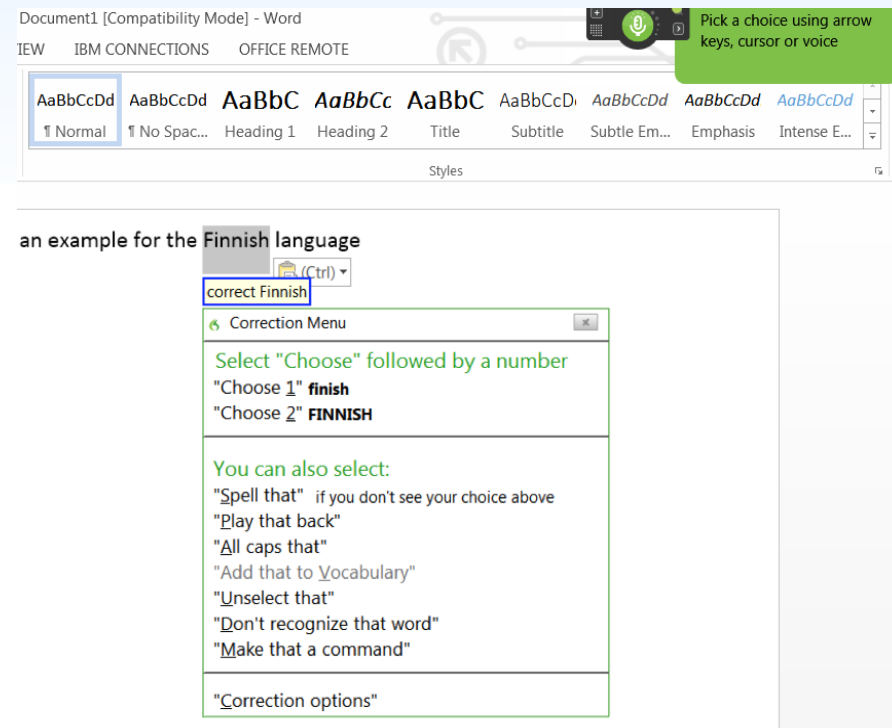 Document1 [Compatibility Mode] - Word
Pick a choice using arrow
keys, cursor or voice
IEW IBM CONNECTIONS OFFICE REMOTE
AaBbCcDd AaBbCcDd AaBbC AaBbCc AaBbC AaBbCcD AaBbCcDd AaBbCcDd AaBbCcDd
¶ Normal ¶ No Spac... Heading 1 Heading 2 Title Subtitle Subtle Em... Emphasis Intense E...
Styles
an example for the Finnish language
(Ctrl)
correct Finnish
Correction Menu
Select "Choose" followed by a number
"Choose 1" finish
"Choose 2" FINNISH
You can also select:
"Spell that" if you don't see your choice above
"Play that back"
"All caps that"
"Add that to Vocabulary"
"Unselect that"
"Don't recognize that word"
"Make that a command"
"Correction options"